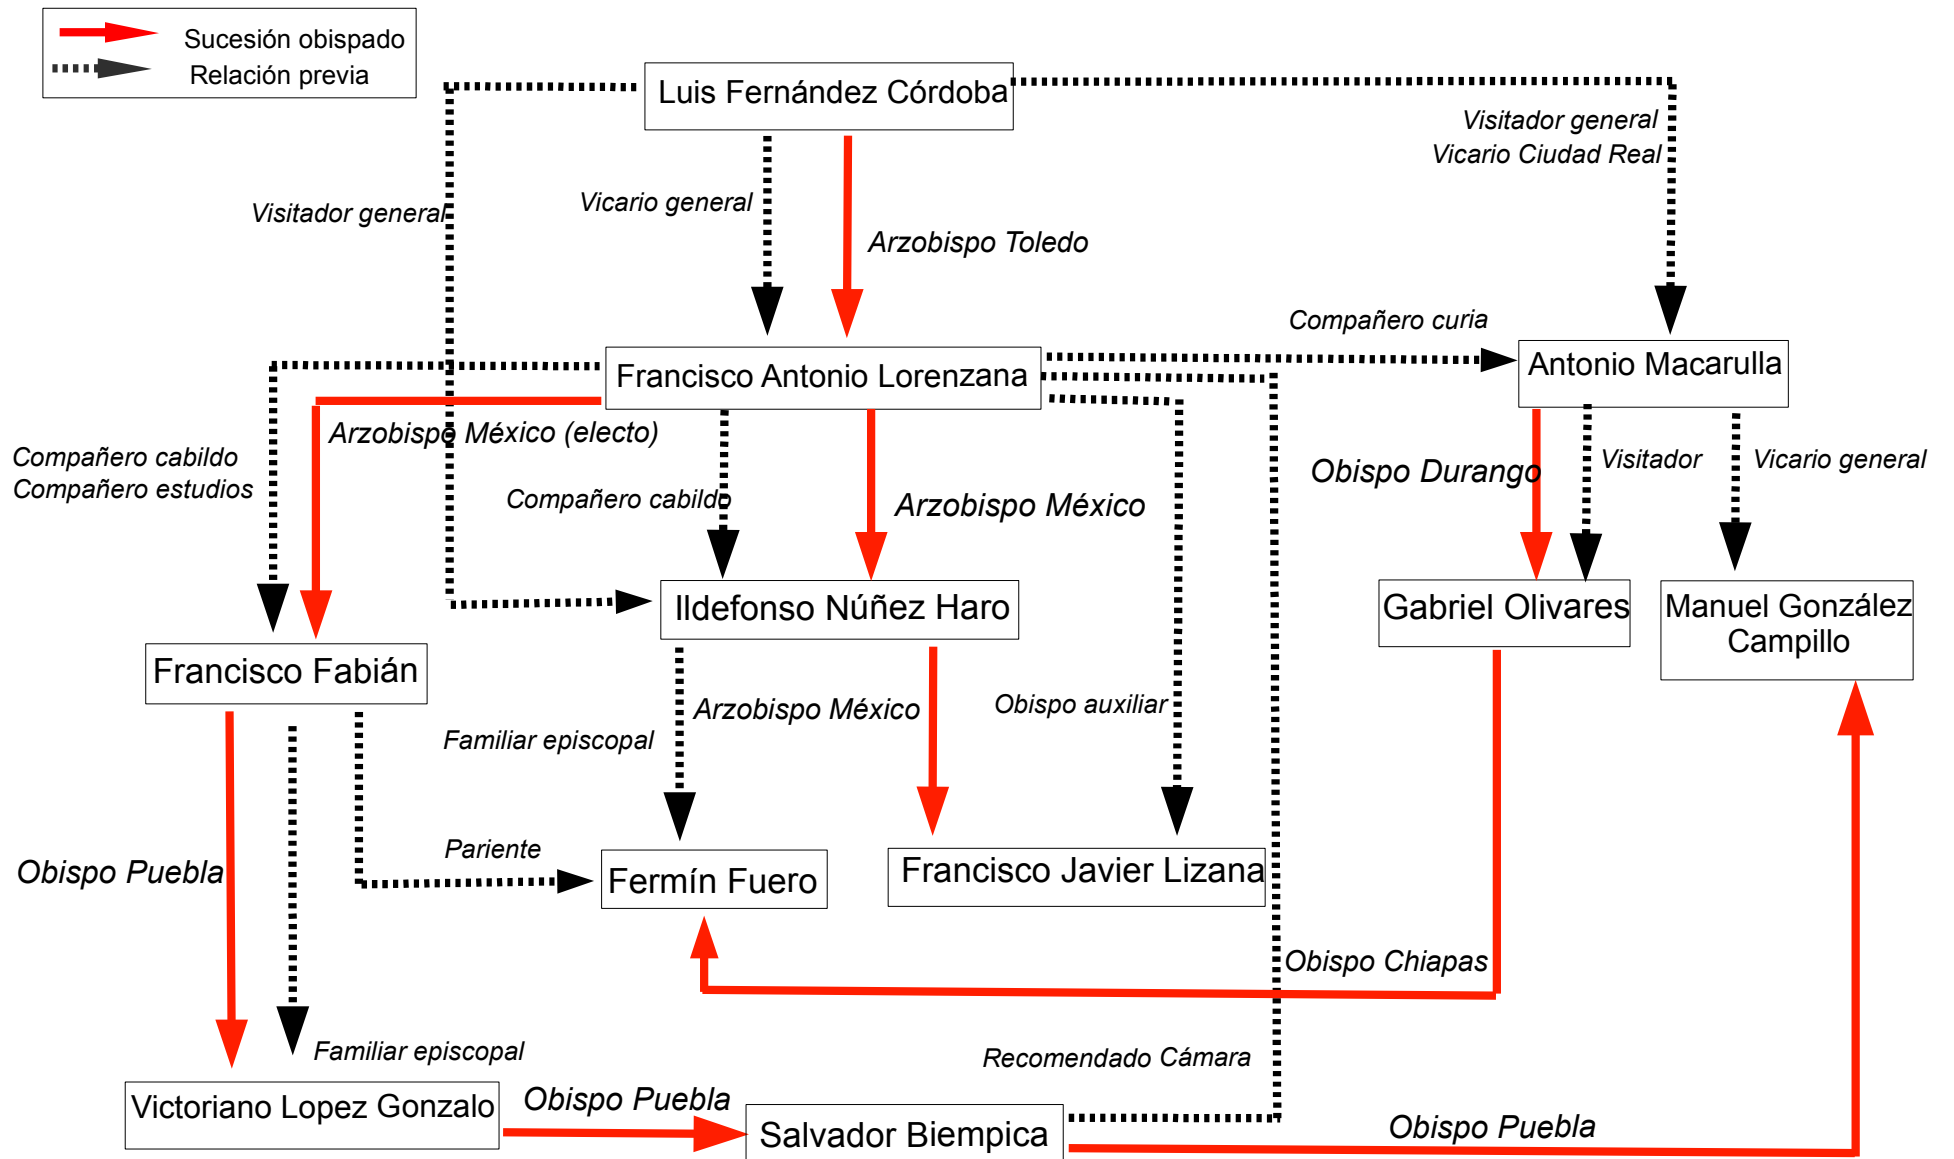 Sucesión obispado
Relación previa
Luis Fernández Córdoba
Visitador general
Vicario Ciudad Real
Visitador general
Vicario general
Arzobispo Toledo
Compañero curia
Francisco Antonio Lorenzana
Antonio Macarulla
Arzobispo México (electo)
Compañero cabildo
Compañero estudios
Compañero cabildo
Arzobispo México
Obispo Durango
Visitador
Vicario general
Ildefonso Núñez Haro
Gabriel Olivares
Manuel González
Campillo
Francisco Fabián
Familiar episcopal
Arzobispo México
Obispo auxiliar
Obispo Puebla
Pariente
Fermín Fuero
Francisco Javier Lizana
Obispo Chiapas
Familiar episcopal
Recomendado Cámara
Victoriano Lopez Gonzalo
Obispo Puebla
Salvador Biempica
Obispo Puebla